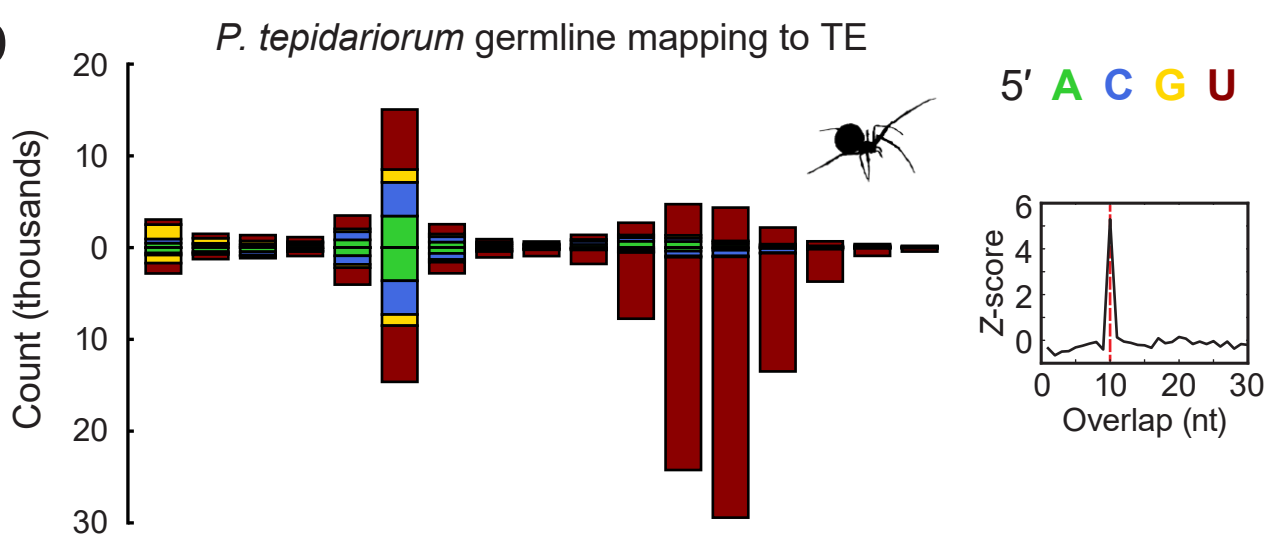 P. tepidariorum germline mapping to TE
5′ A C G U
Count (thousands)
20
10
0
10
20
30
Z-score
6
4
2
0
0 10 20 30
Overlap (nt)